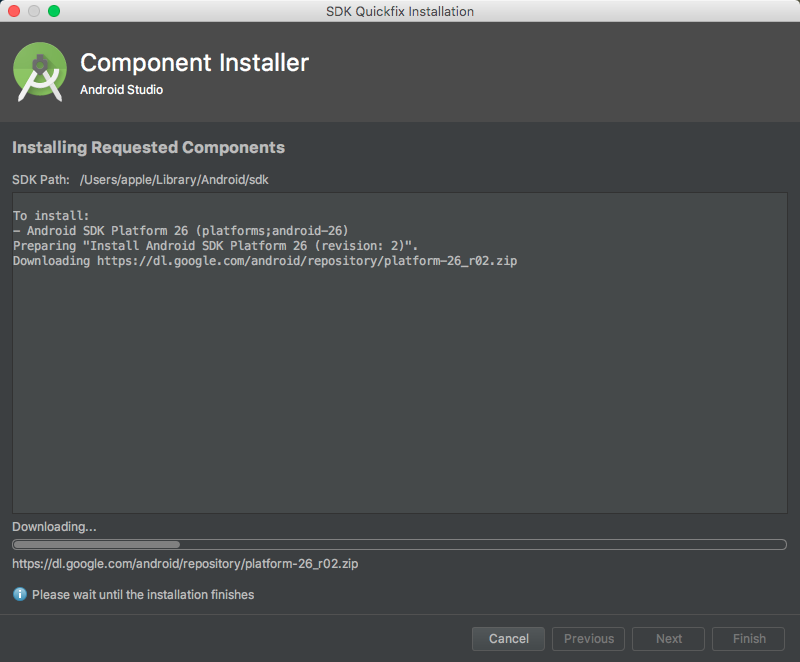 SDK Quickfix Installation
Component Installer
Android Studio
Installing Requested Components
SDK Path: /Users/apple/Library/Android/sdk
To install:
- Android SDK Platform 26 (platforms;android-26)
Preparing "Install Android SDK Platform 26 (revision: 2)".
Downloading https://dl.google.com/android/repository/platform-26_r02.zip
Downloading...
https://dl.google.com/android/repository/platform-26_r02.zip
Please wait until the installation finishes
Cancel Previous Next Finish